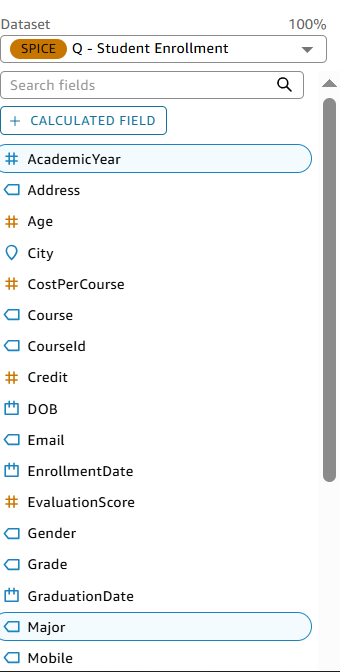 Dataset 100%
SPICE Q - Student Enrollment
Search fields
+ CALCULATED FIELD
AcademicYear
Address
Age
City
CostPerCourse
Course
CourseId
Credit
DOB
Email
EnrollmentDate
EvaluationScore
Gender
Grade
GraduationDate
Major
Mobile